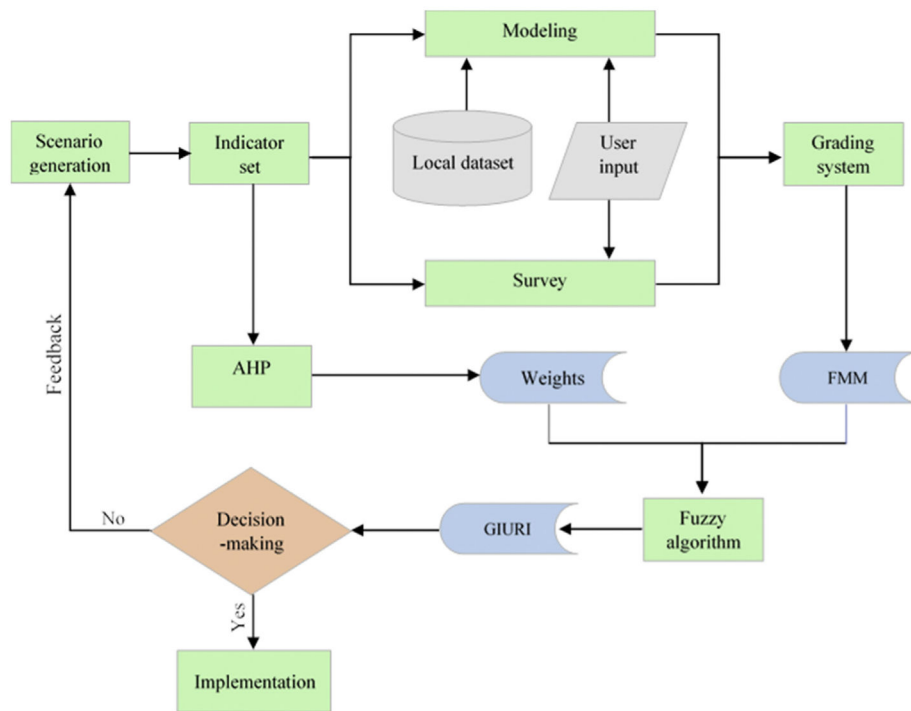 Modeling
Scenario
generation
Indicator
set
Local dataset
User
input
Grading
system
Survey
Feedback
AHP
Weights
FMM
No
Decision
-making
GIURI
Fuzzy
algorithm
Yes
Implementation